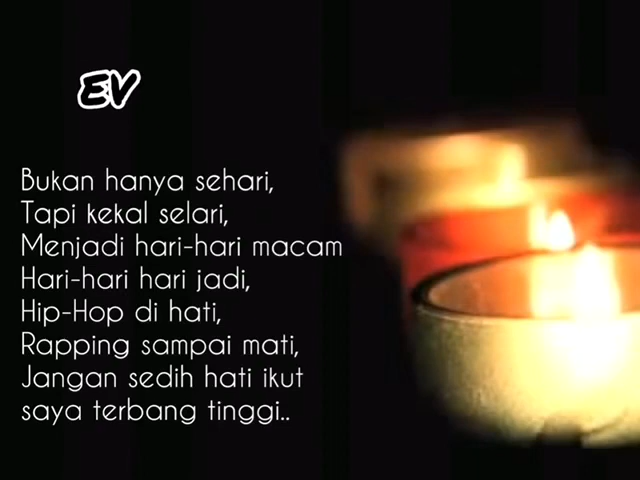 EV
Bukan hanya sehari,
Tapi kekal selari,
Menjadi hari-hari macam
Hari-hari hari jadi,
Hip-Hop di hati,
Rapping sampai mati,
Jangan sedih hati ikut
saya terbang tinggi..